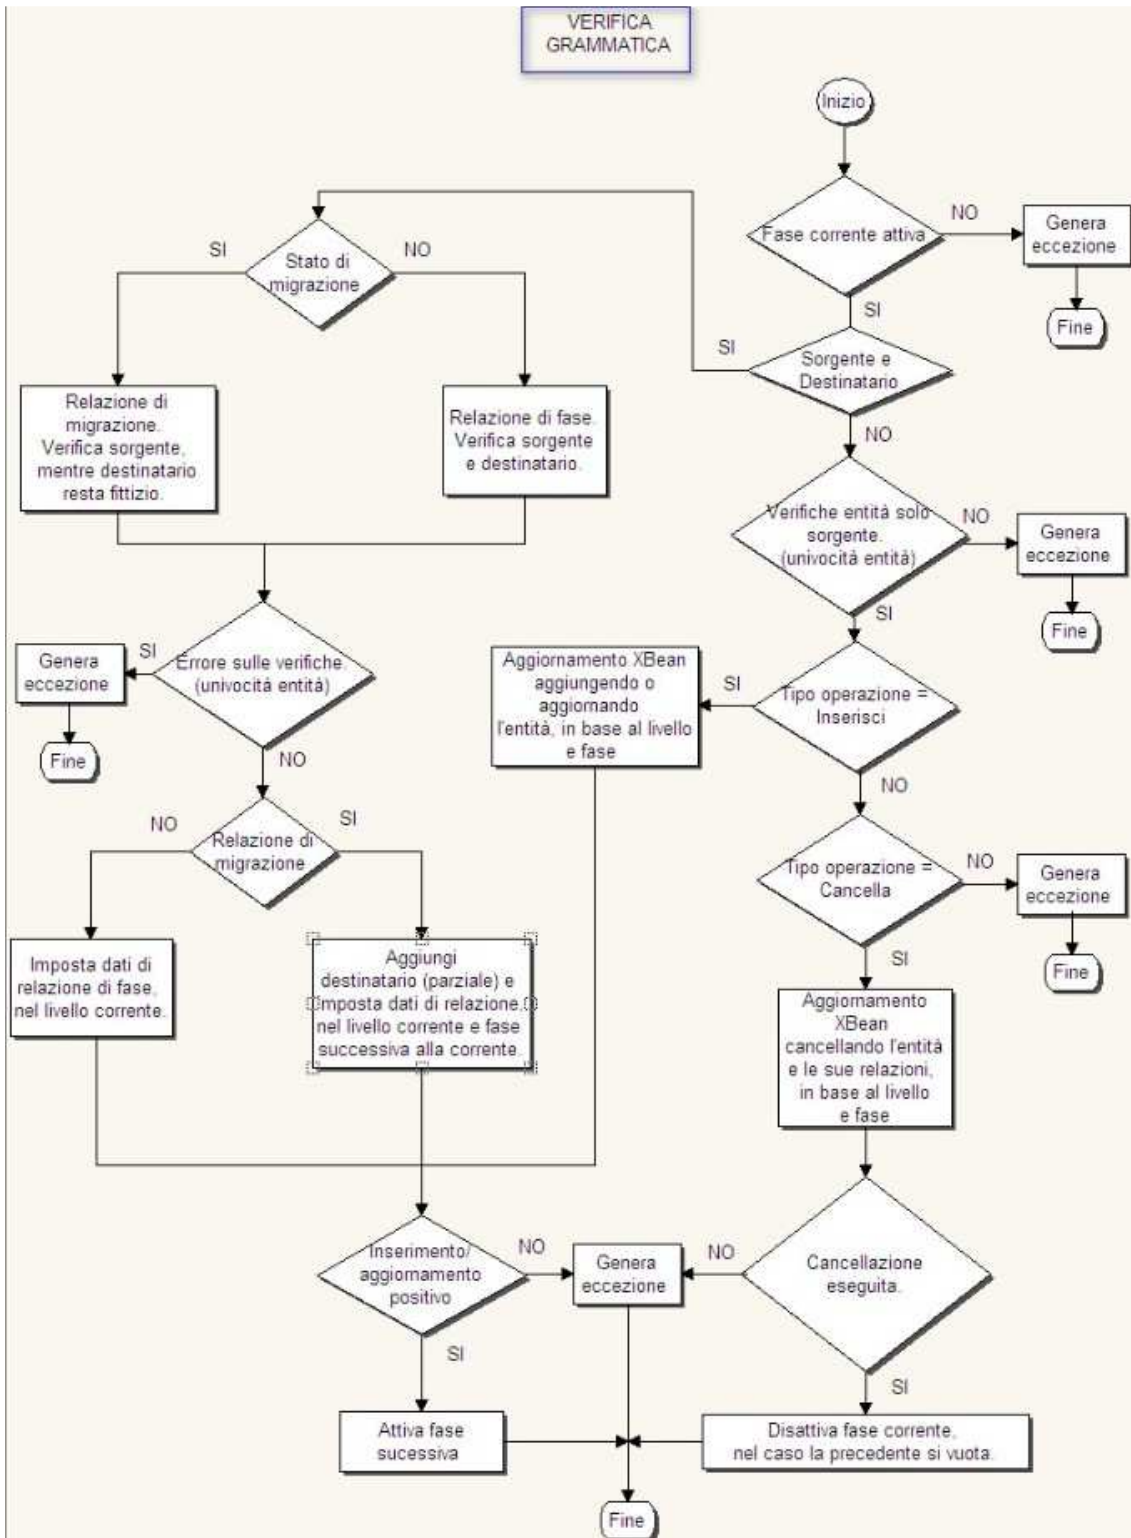 VERIFICA
GRAMMATICA
Inizio
Fase corrente attiva
NO
Genera
eccezione
Fine
SI
Sorgente e
Destinatario
SI
NO
Stato di
migrazione
SI
NO
Relazione di
migrazione.
Verifica sorgente,
mentre destinatario
resta fittizio.
Relazione di fase.
Verifica sorgente
e destinatario.
Verifiche entità solo
sorgente.
(univocità entità)
NO
Genera
eccezione
Fine
SI
Errore sulle verifiche.
(univocità entità)
SI
Genera
eccezione
Fine
NO
Tipo operazione =
Inserisci
SI
Aggiornamento XBean
aggiungendo o
aggiornando
l'entità, in base al livello
e fase
NO
Relazione di
migrazione
NO
SI
Tipo operazione =
Cancella
NO
Genera
eccezione
Fine
SI
Imposta dati di
relazione di fase,
nel livello corrente.
Aggiungi
destinatario (parziale) e
imposta dati di relazione,
nel livello corrente e fase
successiva alla corrente.
Aggiornamento
XBean
cancellando l'entità
e le sue relazioni,
in base al livello
e fase
Inserimento/
aggiornamento
positivo
NO
Genera
eccezione
NO
Cancellazione
eseguita.
SI
SI
Attiva fase
sucessiva
Disattiva fase corrente,
nel caso la precedente si vuota.
Fine